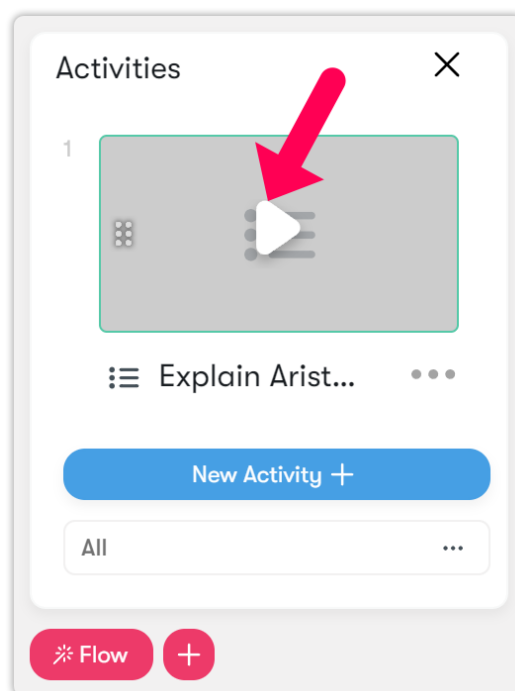 Activities
1
Explain Arist...
New Activity +
All
Flow